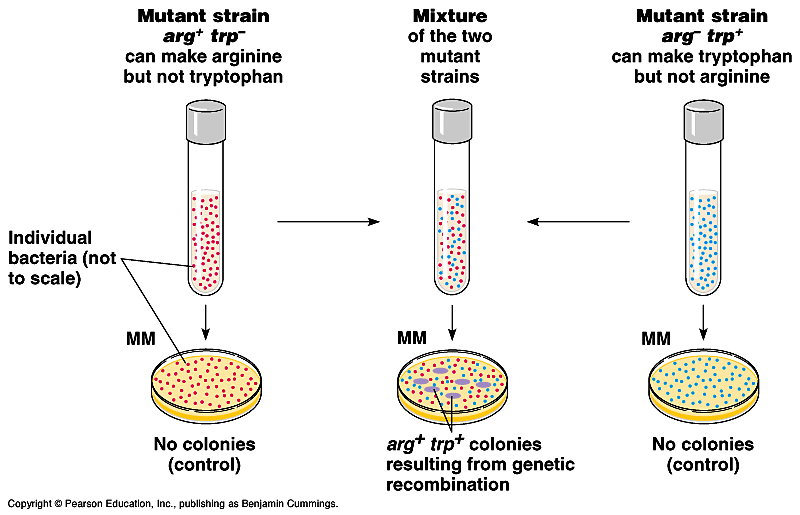 Mutant strain
arg⁺ trp⁻
can make arginine
but not tryptophan
Mixture
of the two
mutant
strains
Mutant strain
arg⁻ trp⁺
can make tryptophan
but not arginine
Individual
bacteria (not
to scale)
MM
MM
MM
No colonies
(control)
arg⁺ trp⁺ colonies
resulting from genetic
recombination
No colonies
(control)
Copyright © Pearson Education, Inc., publishing as Benjamin Cummings.